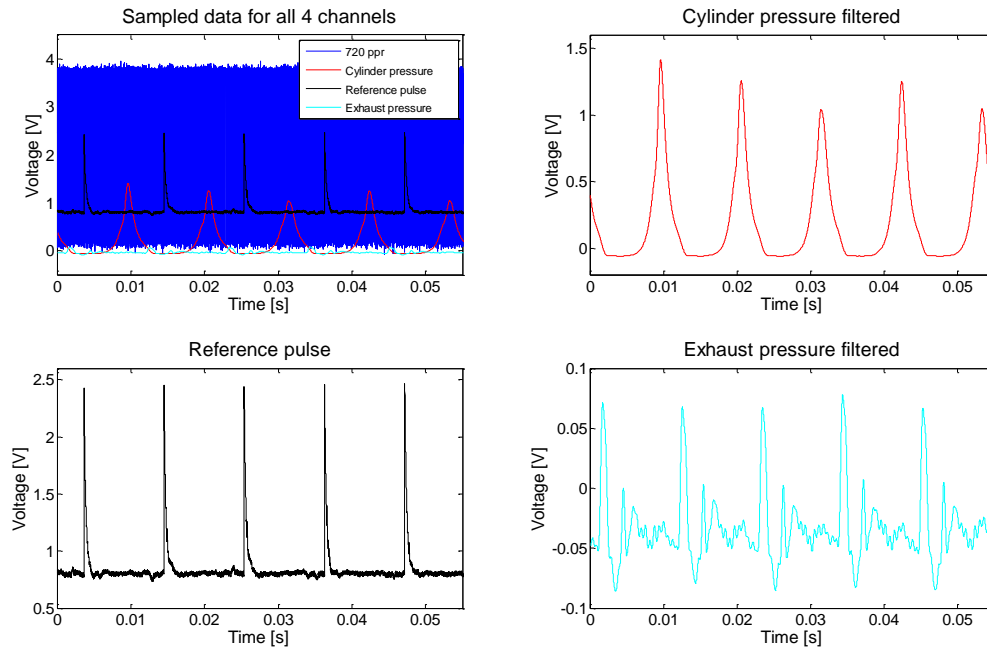 Sampled data for all 4 channels
4
3
2
1
0
Voltage [V]
720 ppr
Cylinder pressure
Reference pulse
Exhaust pressure
0 0.01 0.02 0.03 0.04 0.05
Time [s]
Cylinder pressure filtered
1.5
1
0.5
0
Voltage [V]
0 0.01 0.02 0.03 0.04 0.05
Time [s]
Reference pulse
2.5
2
1.5
1
0.5
Voltage [V]
0 0.01 0.02 0.03 0.04 0.05
Time [s]
Exhaust pressure filtered
0.1
0.05
0
-0.05
-0.1
Voltage [V]
0 0.01 0.02 0.03 0.04 0.05
Time [s]